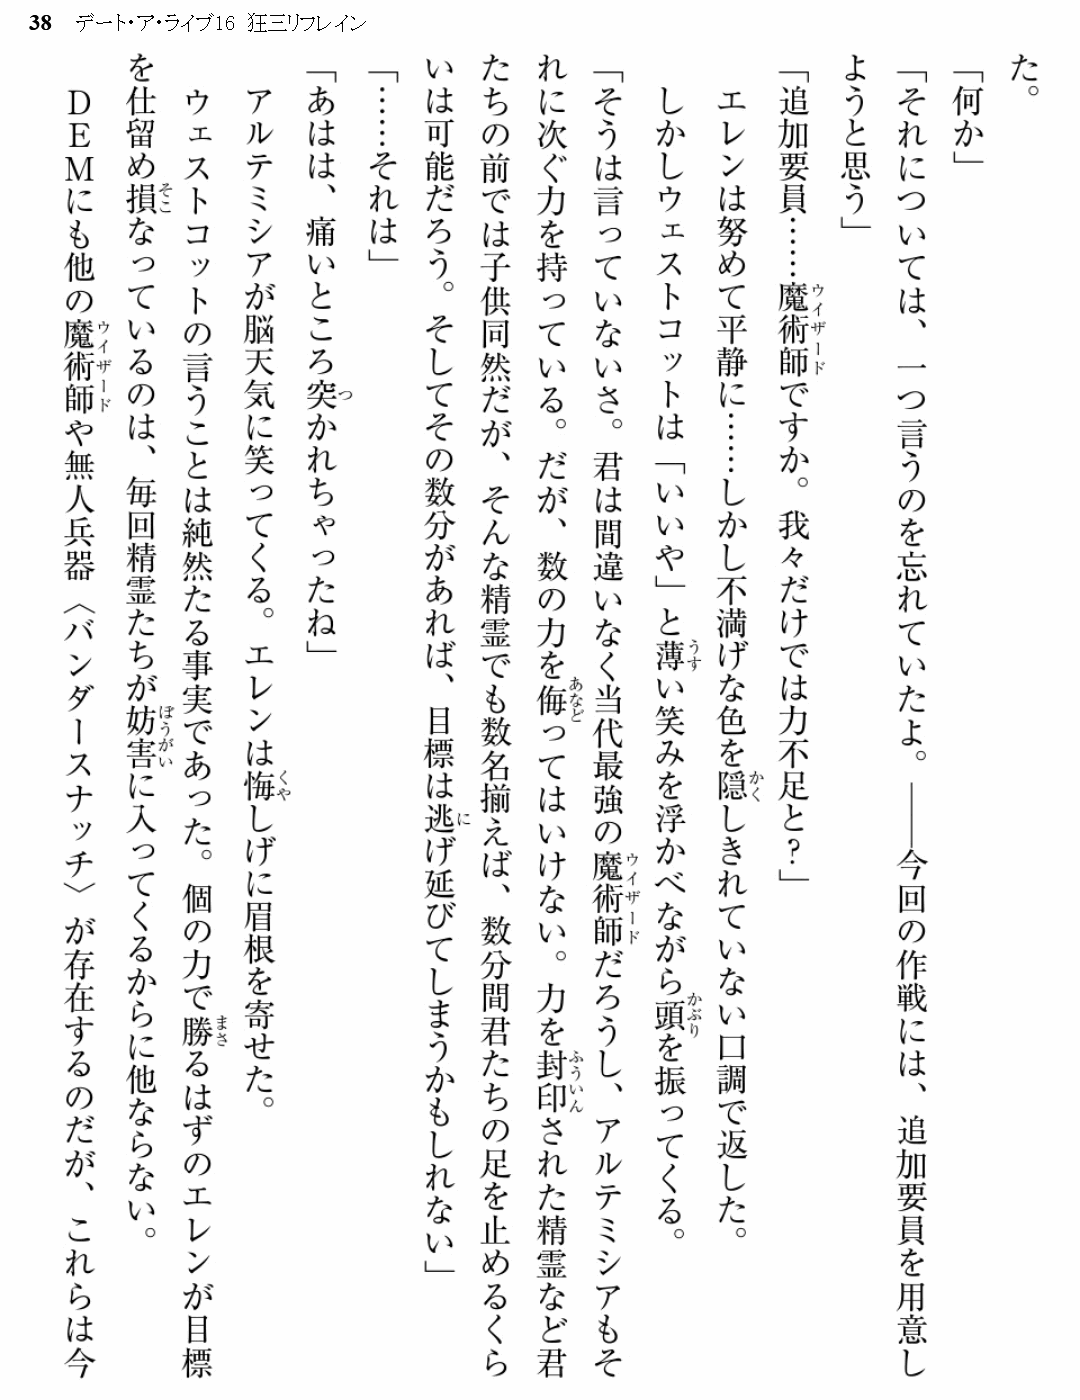 38 デート・ア・ライブ16 狂三リフレイン
た。
「何か」
「それについては、一つ言うのを忘れていたよ。――今回の作戦には、追加要員を用意し
ようと思う」
「追加要員……魔術師ウイザードですか。我々だけでは力不足と?」
エレンは努めて平静に……しかし不満げな色を隠かくしきれていない口調で返した。
しかしウェストコットは「いいや」と薄うすい笑みを浮かべながら頭かぶりを振ってくる。
「そうは言っていないさ。君は間違いなく当代最強の魔術師ウイザードだろうし、アルテミシアもそ
れに次ぐ力を持っている。だが、数の力を侮あなどってはいけない。力を封印ふういんされた精霊など君
たちの前では子供同然だが、そんな精霊でも数名揃えば、数分間君たちの足を止めるくら
いは可能だろう。そしてその数分があれば、目標は逃にげ延びてしまうかもしれない」
「……それは」
「あはは、痛いところ突つかれちゃったね」
アルテミシアが脳天気に笑ってくる。エレンは悔くやしげに眉根を寄せた。
ウェストコットの言うことは純然たる事実であった。個の力で勝まさるはずのエレンが目標
を仕留め損そこなっているのは、毎回精霊たちが妨害ぼうがいに入ってくるからに他ならない。
DEMにも他の魔術師ウイザードや無人兵器〈バンダースナッチ〉が存在するのだが、これらは今